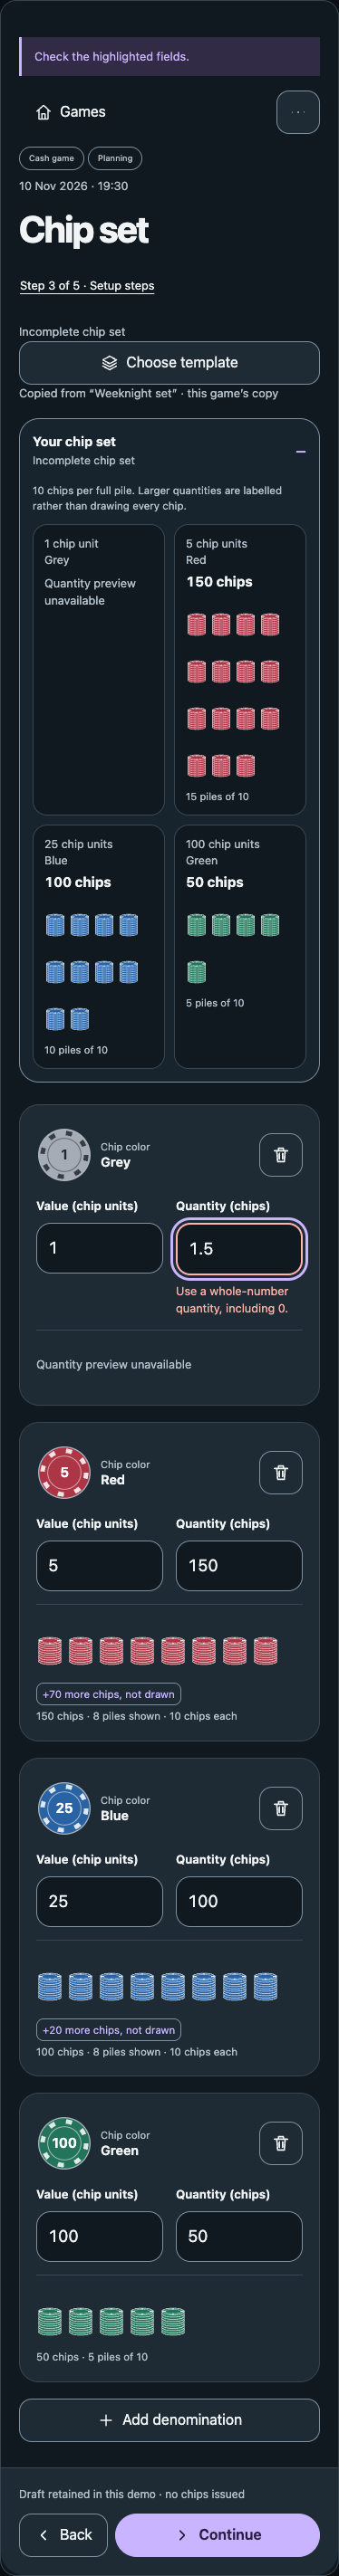 Check the highlighted fields.
Games
Cash game
Planning
10 Nov 2026 · 19:30
Chip set
Step 3 of 5 · Setup steps
Incomplete chip set
Choose template
Copied from “Weeknight set” · this game’s copy
Your chip set
Incomplete chip set
10 chips per full pile. Larger quantities are labelled
rather than drawing every chip.
1 chip unit
Grey
Quantity preview
unavailable
5 chip units
Red
150 chips
15 piles of 10
25 chip units
Blue
100 chips
10 piles of 10
100 chip units
Green
50 chips
5 piles of 10
1
Chip color
Grey
Value (chip units)
Quantity (chips)
1
1.5
Use a whole-number
quantity, including 0.
Quantity preview unavailable
5
Chip color
Red
Value (chip units)
Quantity (chips)
5
150
+70 more chips, not drawn
150 chips · 8 piles shown · 10 chips each
25
Chip color
Blue
Value (chip units)
Quantity (chips)
25
100
+20 more chips, not drawn
100 chips · 8 piles shown · 10 chips each
100
Chip color
Green
Value (chip units)
Quantity (chips)
100
50
50 chips · 5 piles of 10
Add denomination
Draft retained in this demo · no chips issued
Back
Continue